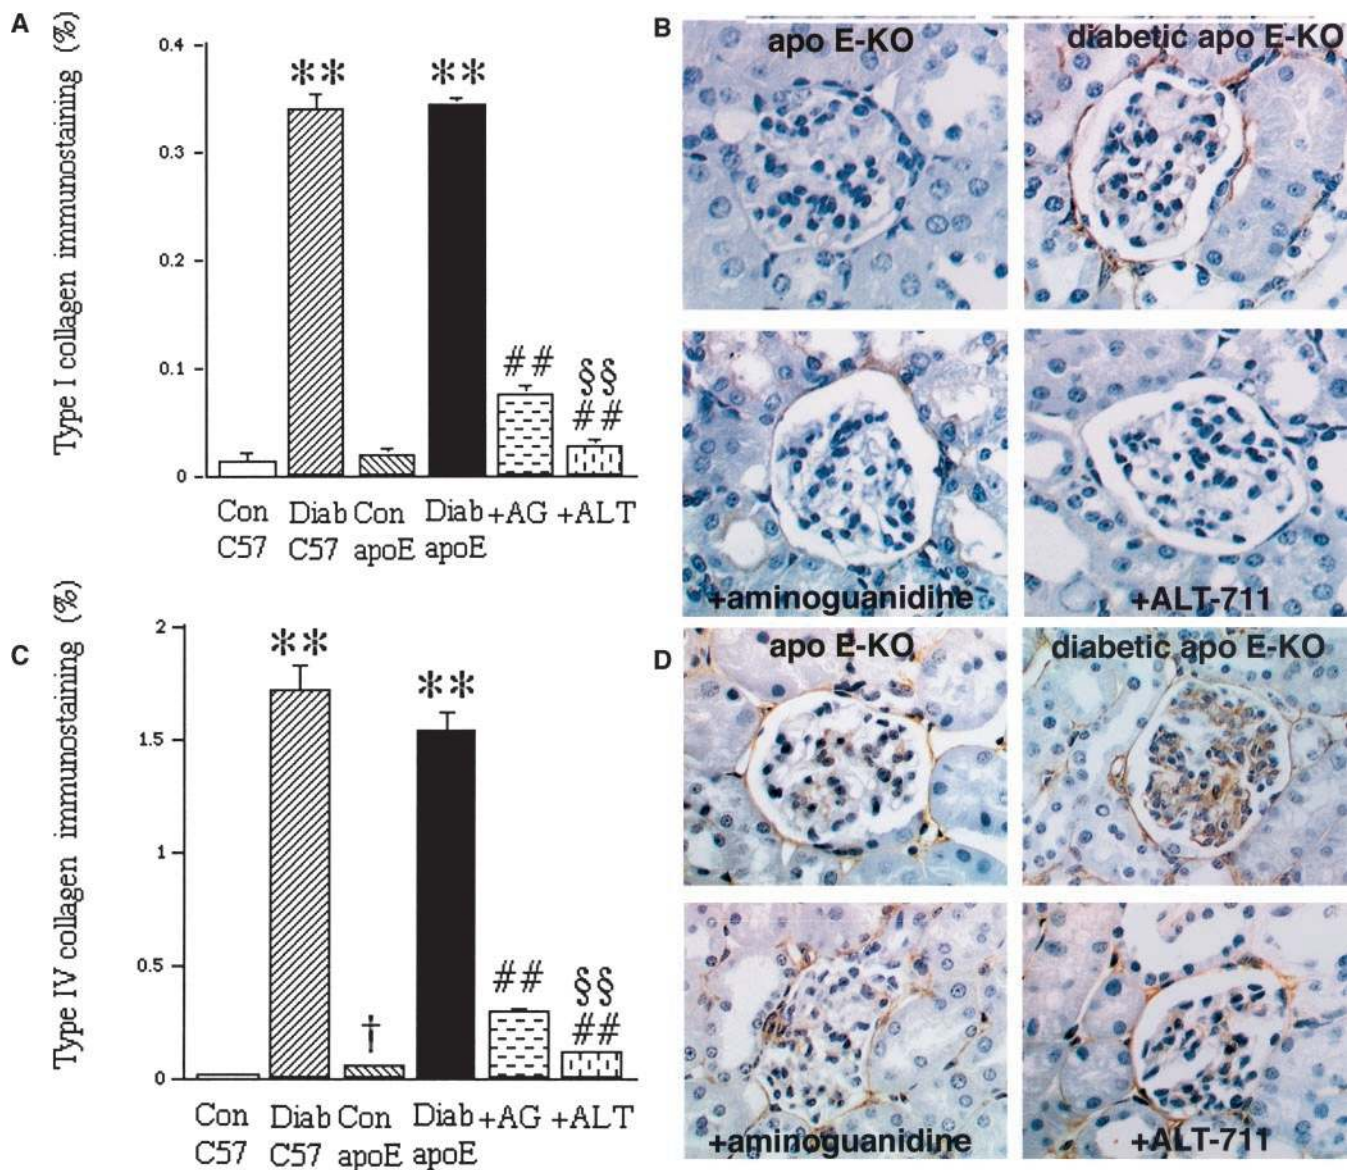 A
Type I collagen immunostaining (%)
0.4
0.3
0.2
0.1
0
**
**
##
§§
##
Con Diab Con Diab +AG +ALT
C57 C57 apoE apoE
B
apo E-KO
diabetic apo E-KO
+aminoguanidine
+ALT-711
C
Type IV collagen immunostaining (%)
2
1.5
1
0.5
0
**
†
**
##
§§
##
Con Diab Con Diab +AG +ALT
C57 C57 apoE apoE
D
apo E-KO
diabetic apo E-KO
+aminoguanidine
+ALT-711